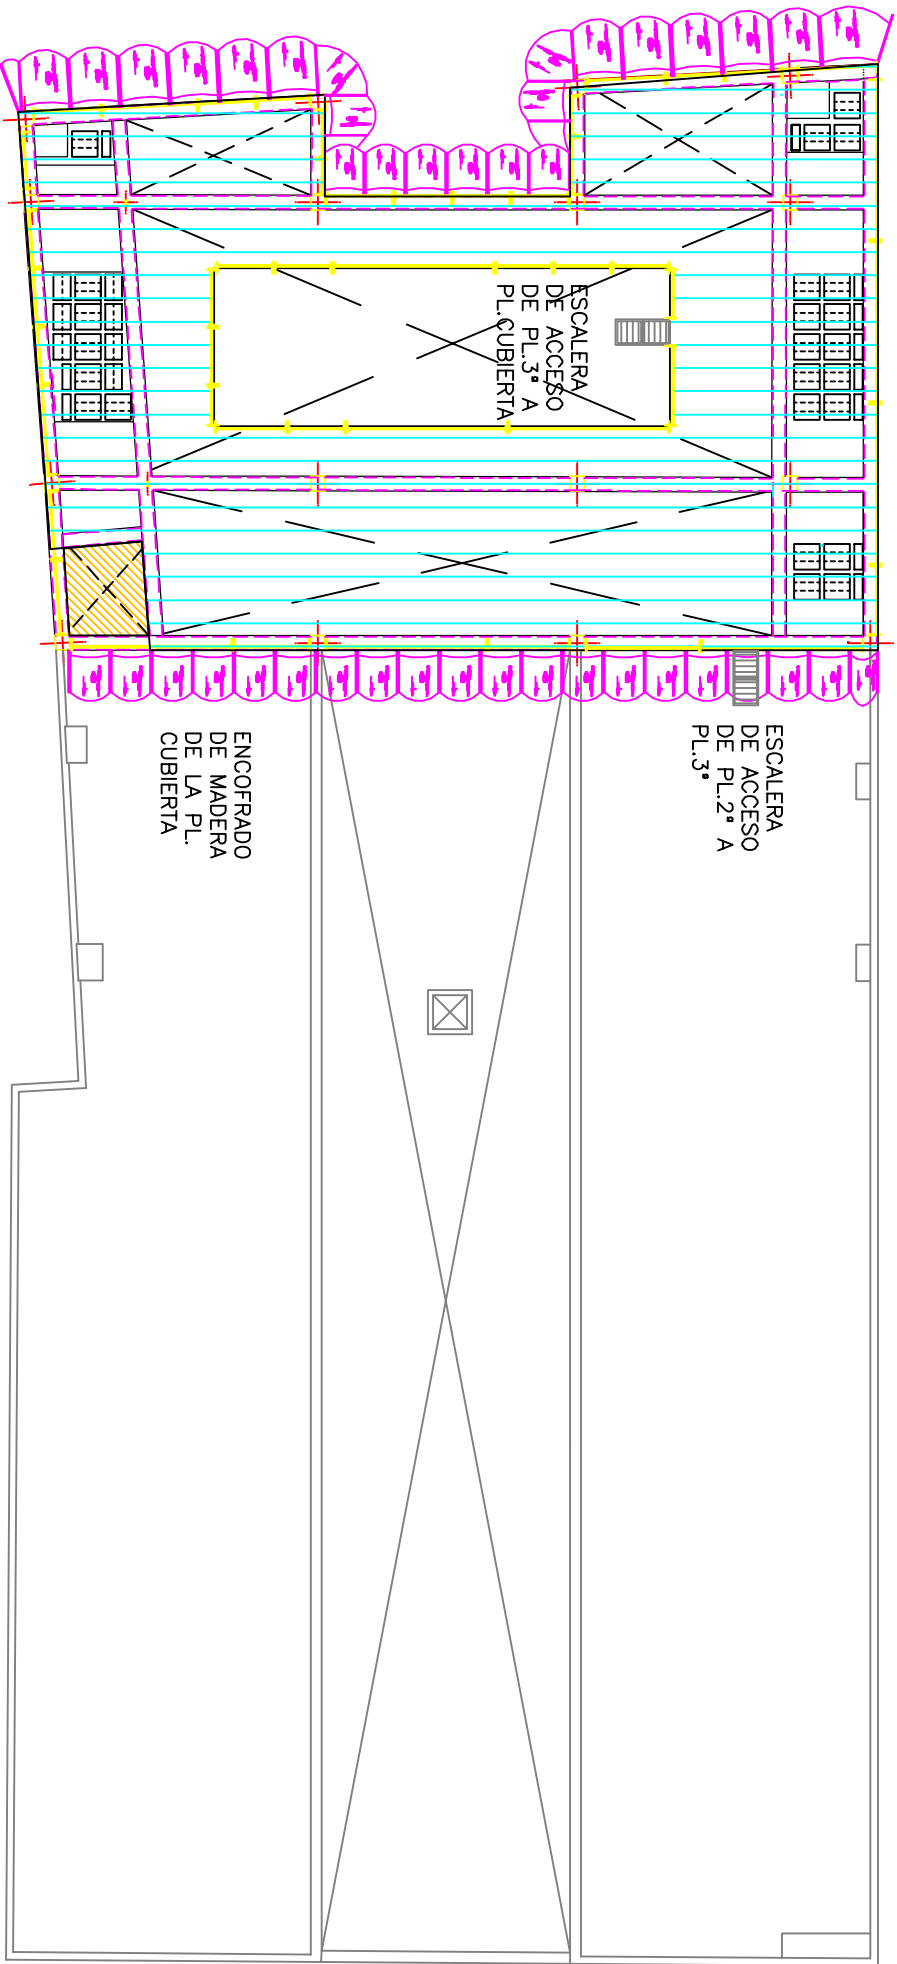 ESCALERA
DE ACCESO
DE PL.3ª A
PL.CUBIERTA
ESCALERA
DE ACCESO
DE PL.2ª A
PL.3ª
ENCOFRADO
DE MADERA
DE LA PL.
CUBIERTA